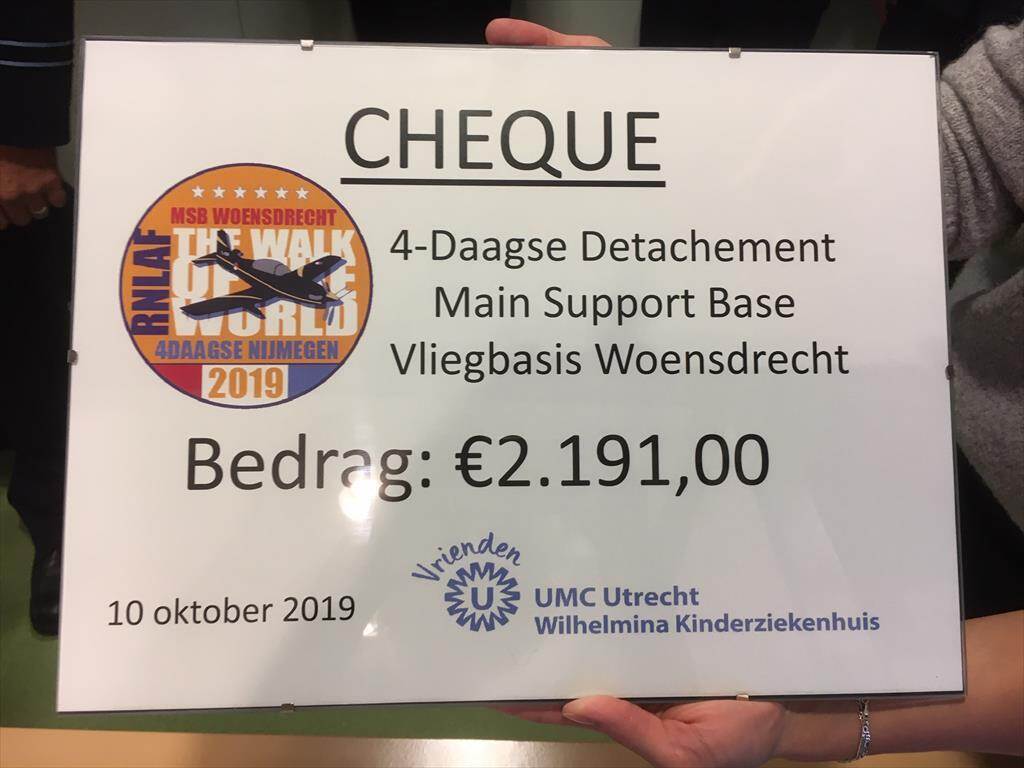 CHEQUE
MSB WOENSDRECHT
RNLAF
THE WALK
OF THE
WORLD
4DAAGSE NIJMEGEN
2019
4-Daagse Detachement
Main Support Base
Vliegbasis Woensdrecht
Bedrag: €2.191,00
10 oktober 2019
Vrienden
U
UMC Utrecht
Wilhelmina Kinderziekenhuis